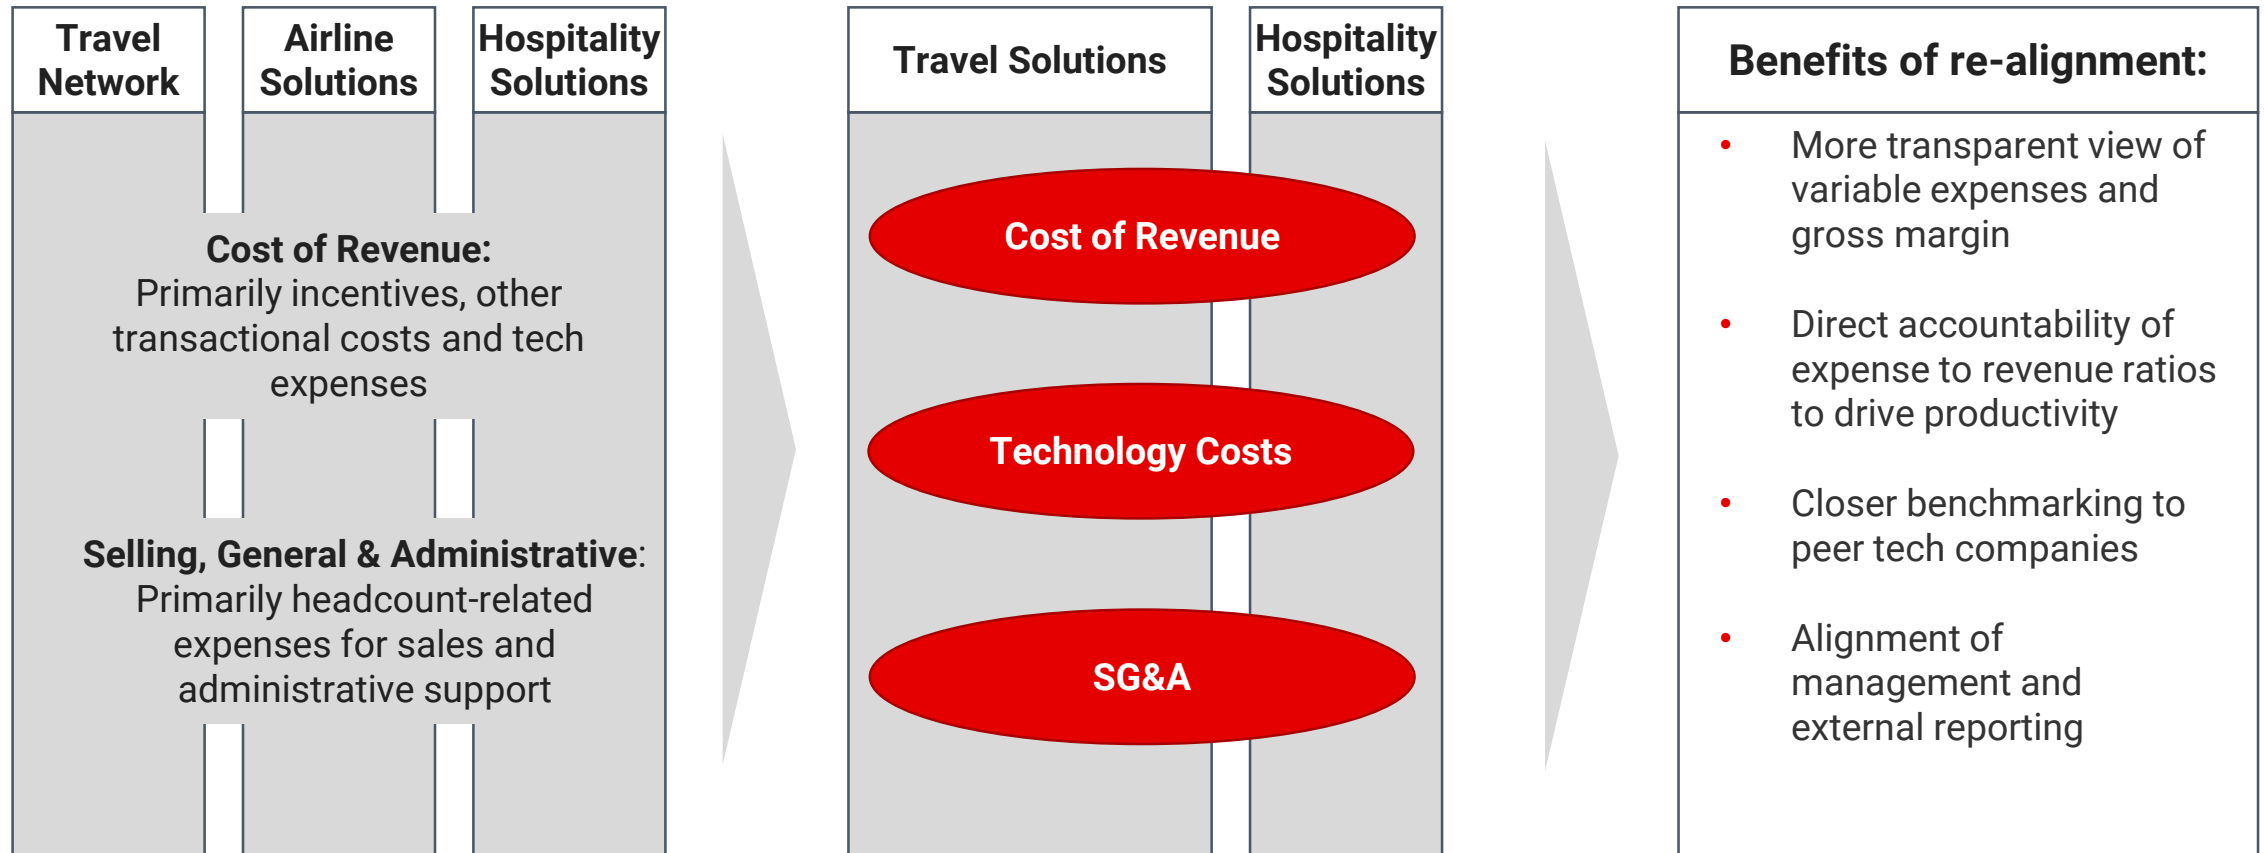 Travel
Network
Airline
Solutions
Hospitality
Solutions
Cost of Revenue:
Primarily incentives, other
transactional costs and tech
expenses
Selling, General & Administrative:
Primarily headcount-related
expenses for sales and
administrative support
Travel Solutions
Hospitality
Solutions
Cost of Revenue
Technology Costs
SG&A
Benefits of re-alignment:
• More transparent view of
variable expenses and
gross margin
• Direct accountability of
expense to revenue ratios
to drive productivity
• Closer benchmarking to
peer tech companies
• Alignment of
management and
external reporting